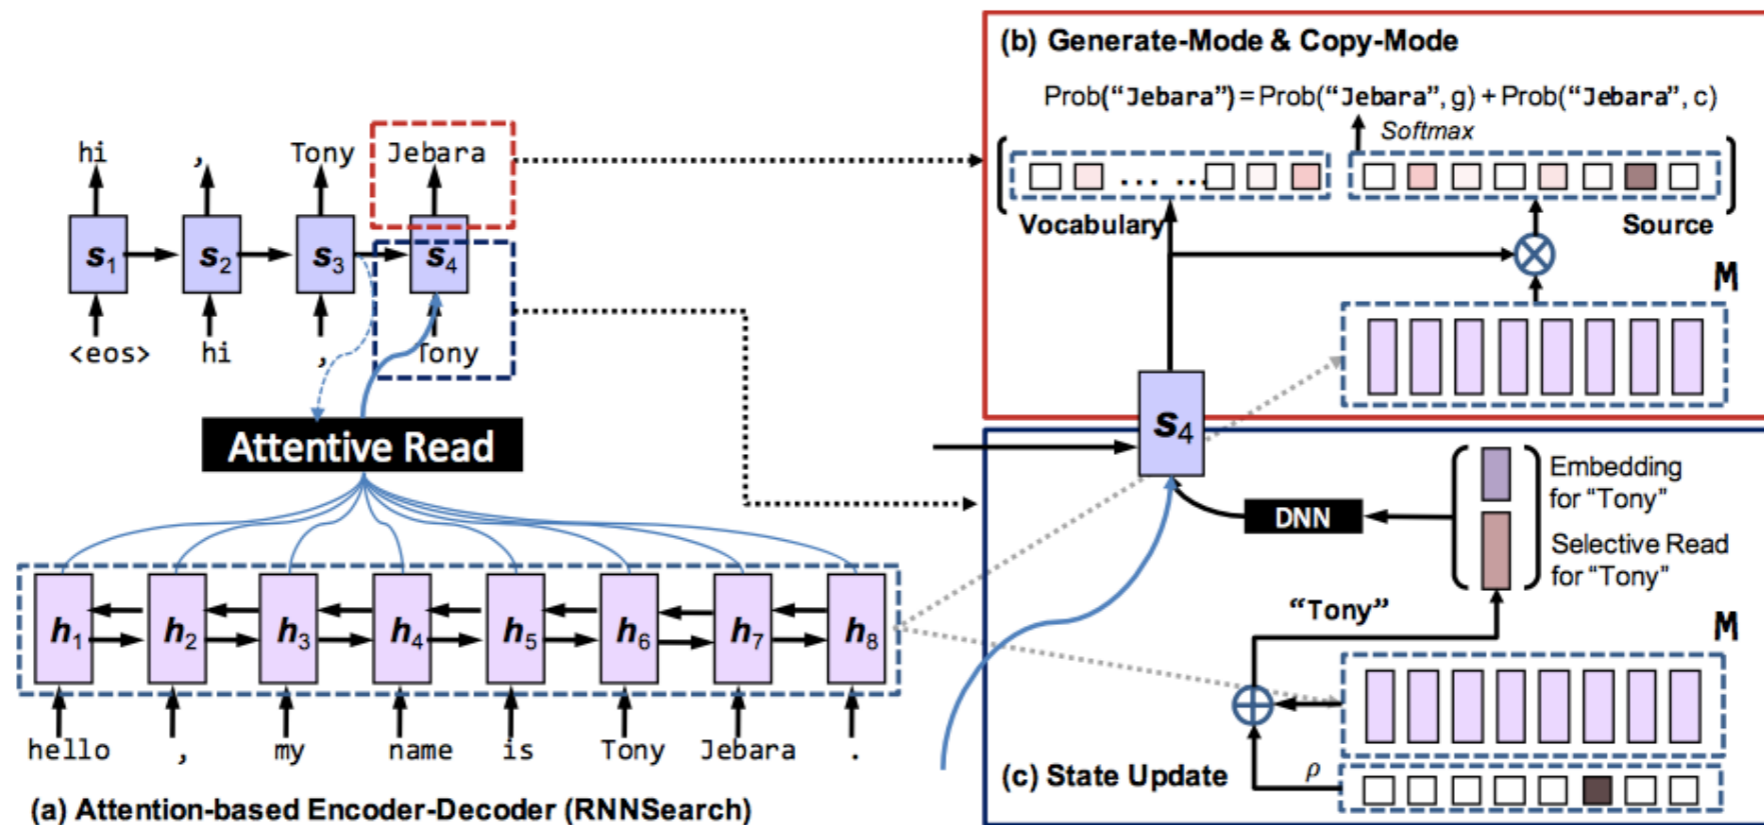 hi , Tony Jebara
s1 s2 s3 s4
<eos> hi , Tony
Attentive Read
h1 h2 h3 h4 h5 h6 h7 h8
hello , my name is Tony Jebara .
(a) Attention-based Encoder-Decoder (RNNSearch)
(b) Generate-Mode & Copy-Mode
Prob(“Jebara”) = Prob(“Jebara”, g) + Prob(“Jebara”, c)
Softmax
... ...
Vocabulary
Source
M
s4
Embedding
for “Tony”
DNN
Selective Read
for “Tony”
“Tony”
M
ρ
(c) State Update